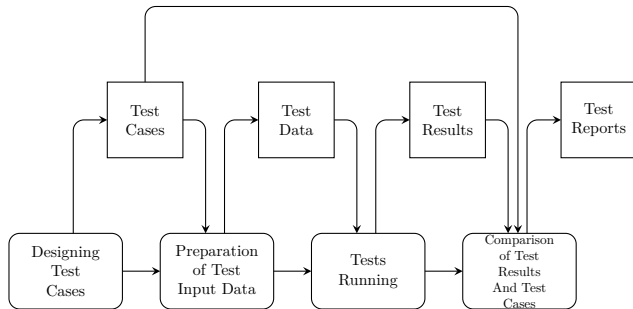 Test
Cases
Test
Data
Test
Results
Test
Reports
Designing
Test
Cases
Preparation
of Test
Input Data
Tests
Running
Comparison
of Test
Results
And Test
Cases